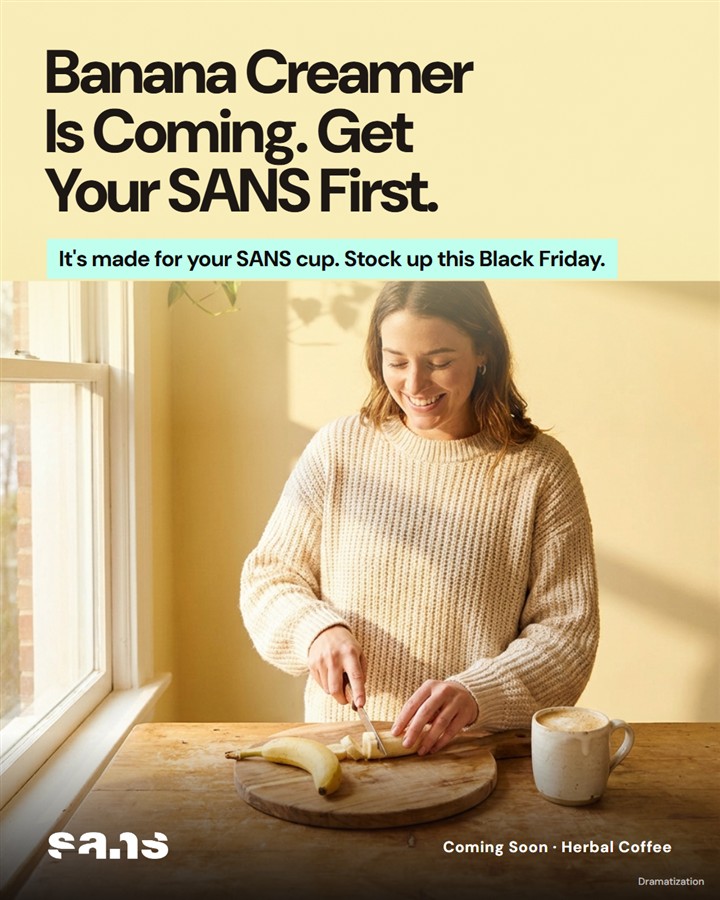 Banana Creamer
Is Coming. Get
Your SANS First.
It's made for your SANS cup. Stock up this Black Friday.
sans
Coming Soon · Herbal Coffee
Dramatization